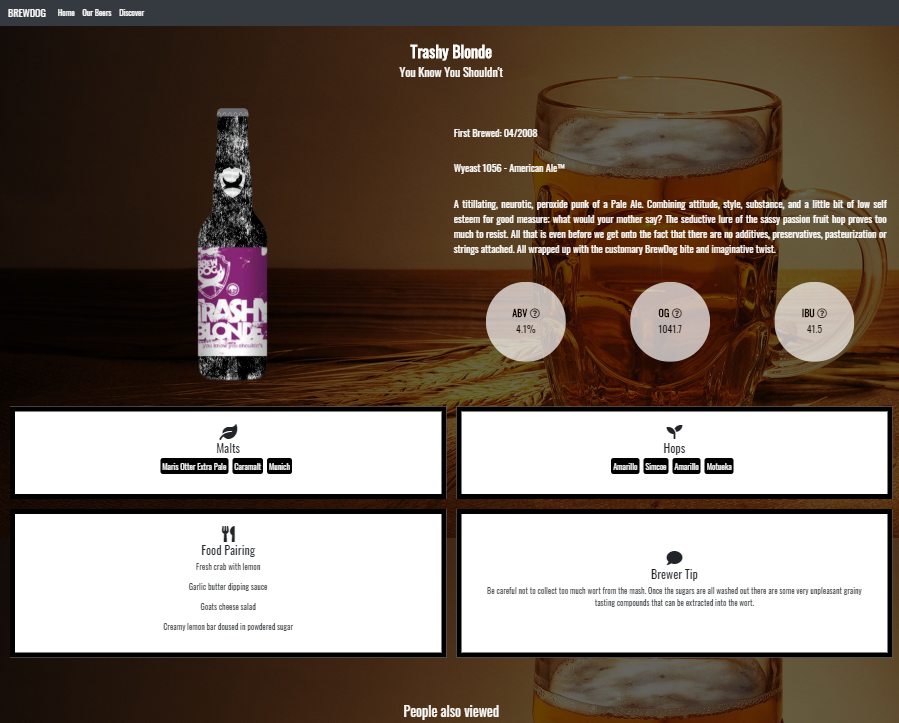 BREWDOG Home Our Beers Discover
Trashy Blonde
You Know You Shouldn't
First Brewed: 04/2008
Wyeast 1056 - American Ale™
A titillating, neurotic, peroxide punk of a Pale Ale. Combining attitude, style, substance, and a little bit of low self
esteem for good measure; what would your mother say? The seductive lure of the sassy passion fruit hop proves too
much to resist. All that is even before we get onto the fact that there are no additives, preservatives, pasteurization or
strings attached. All wrapped up with the customary BrewDog bite and imaginative twist.
BREW
DOG
TRASHY
BLONDE
you know you shouldn't
ABV ?
4.1%
OG ?
1041.7
IBU ?
41.5
Malts
Maris Otter Extra Pale Caramalt Munich
Hops
Amarillo Simcoe Amarillo Motueka
Food Pairing
Fresh crab with lemon
Garlic butter dipping sauce
Goats cheese salad
Creamy lemon bar doused in powdered sugar
Brewer Tip
Be careful not to collect too much wort from the mash. Once the sugars are all washed out there are some very unpleasant grainy
tasting compounds that can be extracted into the wort.
People also viewed